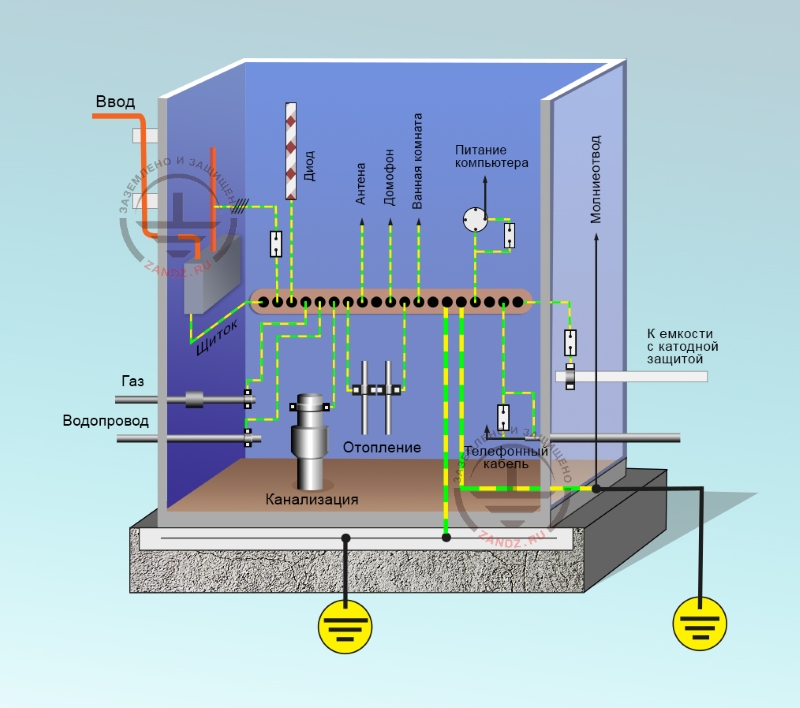 Ввод
ЗАЗЕМЛЕНО И ЗАЩИЩЕНО
ZANDZ.RU
Диод
Антена
Домофон
Ванная комната
Питание
компьютера
Молниеотвод
Щиток
К емкости
с катодной
защитой
Газ
Водопровод
Отопление
Телефонный
кабель
Канализация
ЗАЗЕМЛЕНО И ЗАЩИЩЕНО
ZANDZ.RU